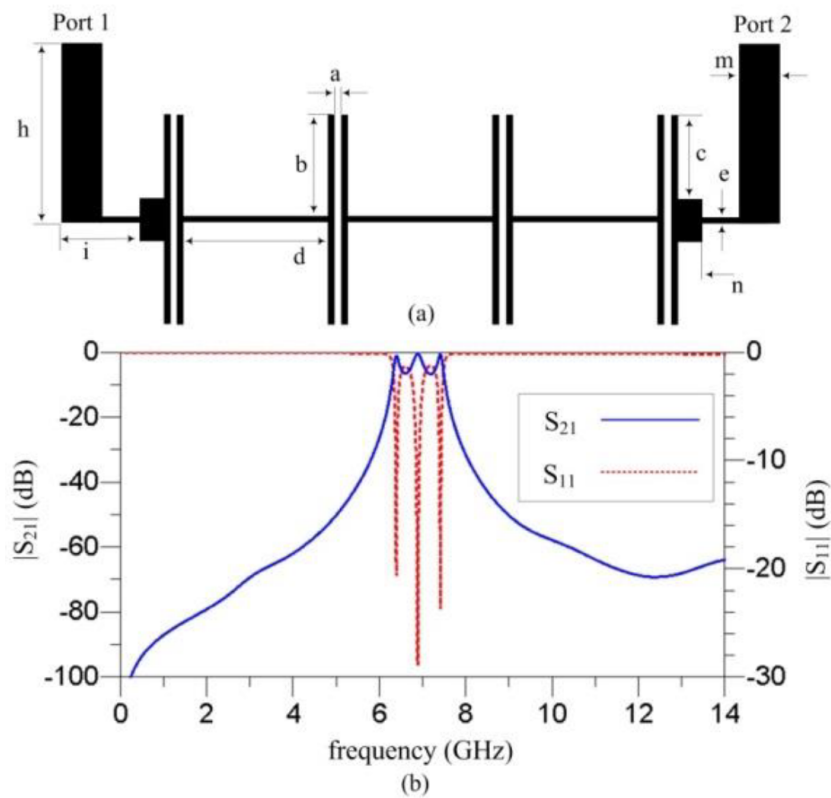 Port 1
Port 2
a
m
h
b
c
e
i
d
n
(a)
0
-20
-40
-60
-80
-100
|S21| (dB)
0
-10
-20
-30
|S11| (dB)
S21
S11
0
2
4
6
8
10
12
14
frequency (GHz)
(b)